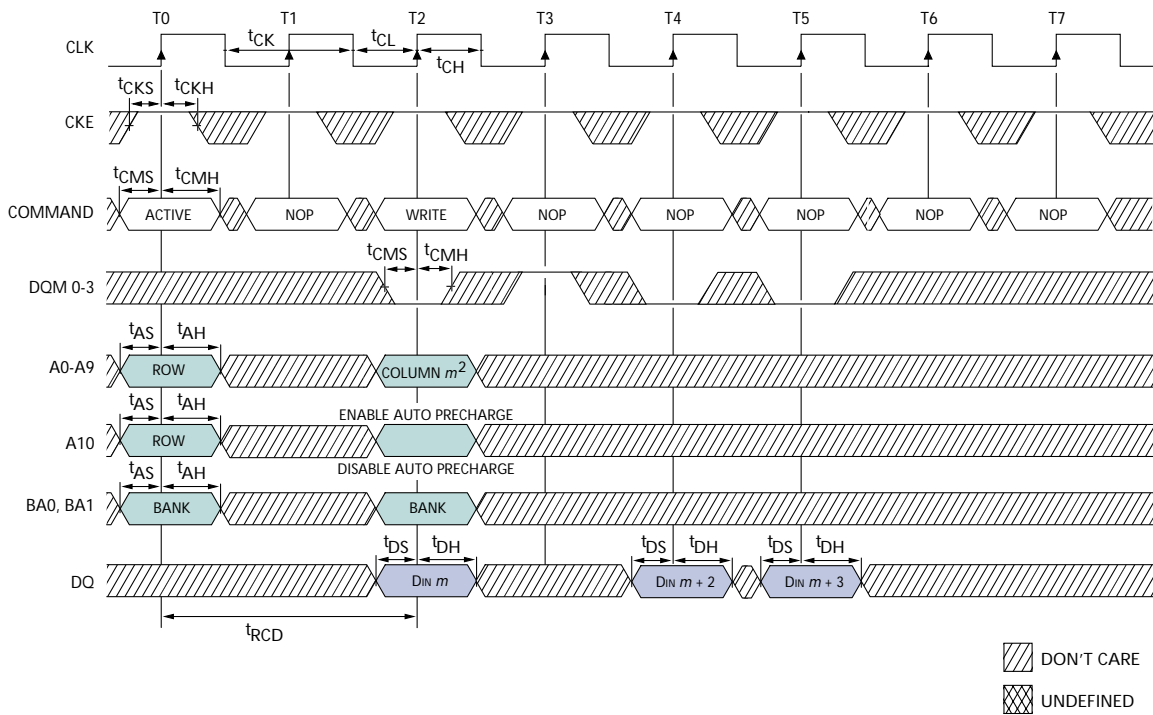 T0 T1 T2 T3 T4 T5 T6 T7
CLK
tCK tCL
tCH
tCKS tCKH
CKE
tCMS tCMH
COMMAND ACTIVE NOP WRITE NOP NOP NOP NOP NOP
tCMS tCMH
DQM 0-3
tAS tAH
A0-A9 ROW COLUMN m2
tAS tAH ENABLE AUTO PRECHARGE
A10 ROW
tAS tAH DISABLE AUTO PRECHARGE
BA0, BA1 BANK BANK
tDS tDH tDS tDH tDS tDH
DQ DIN m DIN m + 2 DIN m + 3
tRCD
DON'T CARE
UNDEFINED